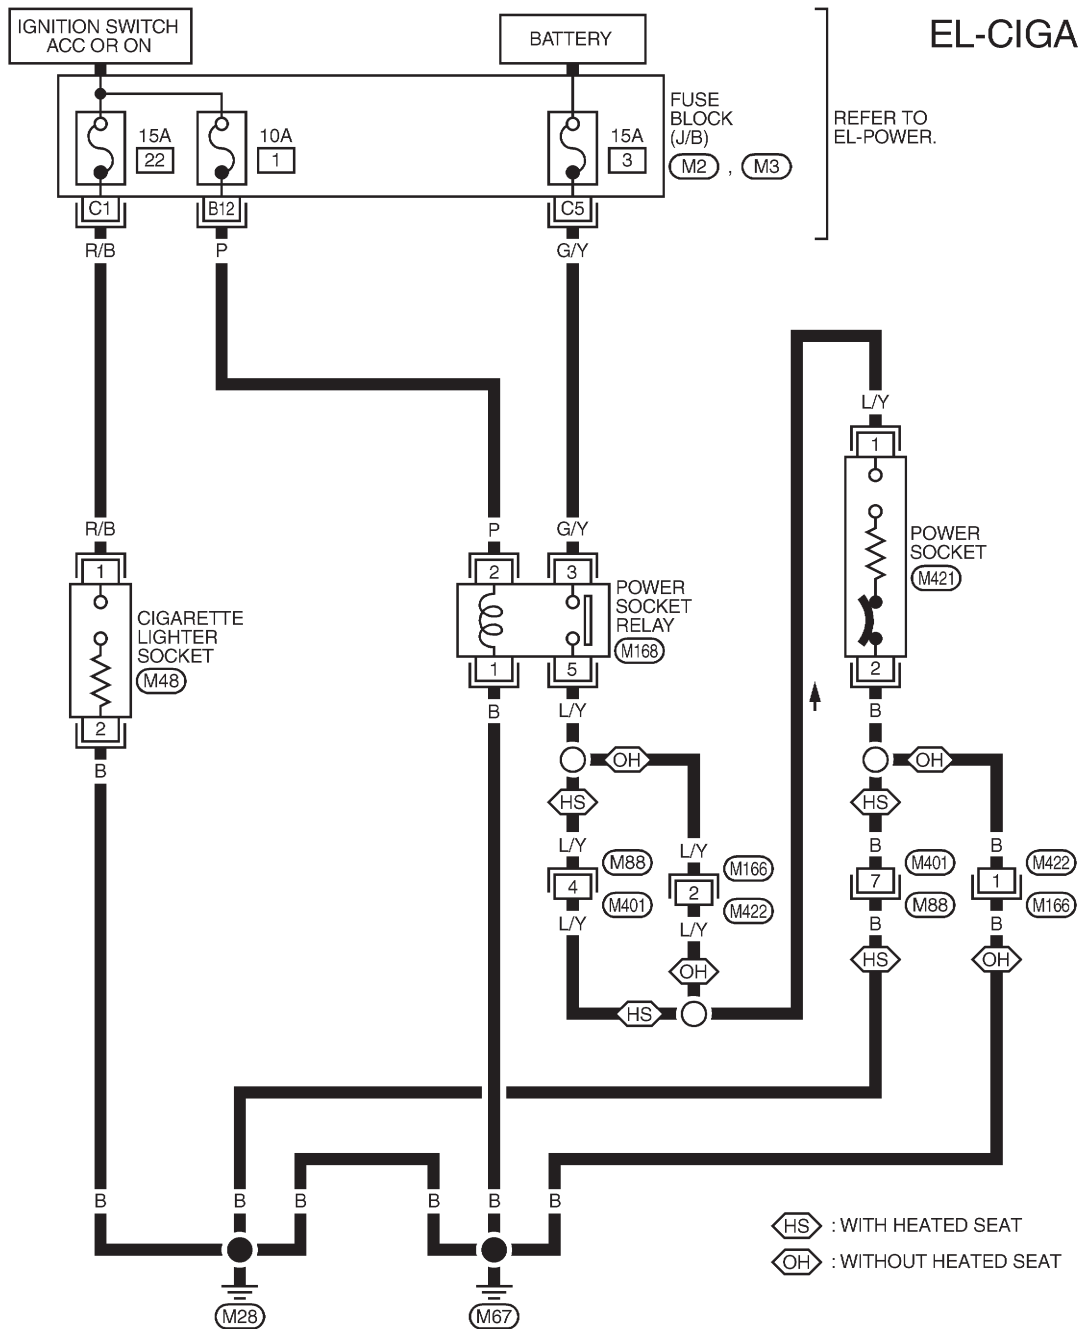 IGNITION SWITCH
ACC OR ON
BATTERY
EL-CIGA
FUSE
BLOCK
(J/B)
M2 , M3
REFER TO
EL-POWER.
15A
22
10A
1
15A
3
C1
B12
C5
R/B
P
G/Y
L/Y
1
POWER
SOCKET
M421
2
B
R/B
P
G/Y
1
CIGARETTE
LIGHTER
SOCKET
M48
2
B
2
3
POWER
SOCKET
RELAY
M168
1
5
B
L/Y
OH
HS
L/Y
L/Y
4
M88
M401
2
M166
M422
L/Y
L/Y
OH
HS
OH
HS
B
B
7
M401
M88
1
M422
M166
B
B
HS
OH
B
B
B
B
B
B
M28
M67
HS : WITH HEATED SEAT
OH : WITHOUT HEATED SEAT